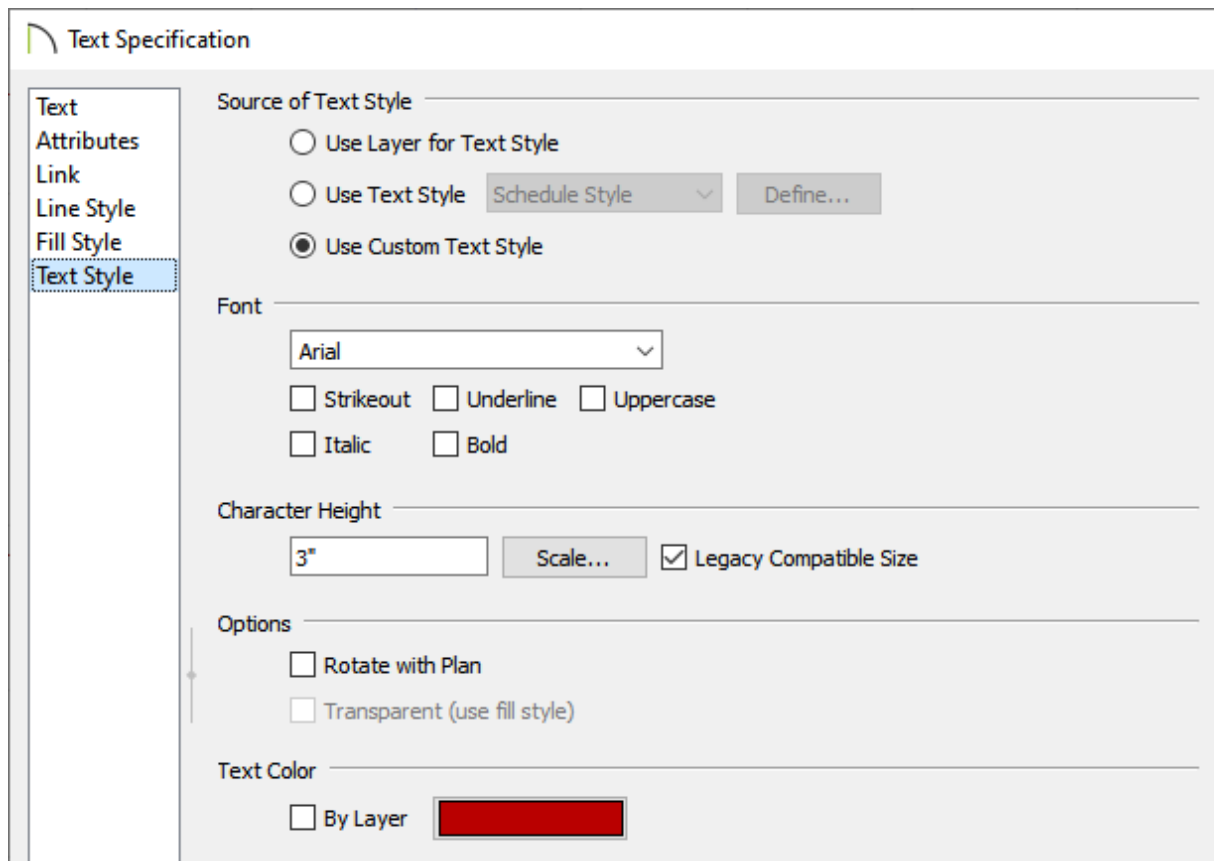 Text Specification
Text
Attributes
Link
Line Style
Fill Style
Text Style
Source of Text Style
Use Layer for Text Style
Use Text Style Schedule Style Define...
Use Custom Text Style
Font
Arial
Strikeout Underline Uppercase
Italic Bold
Character Height
3" Scale... Legacy Compatible Size
Options
Rotate with Plan
Transparent (use fill style)
Text Color
By Layer